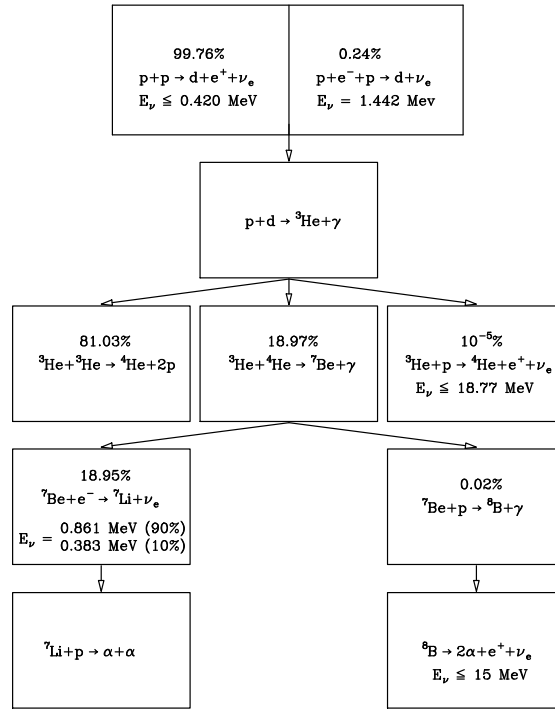 99.76%
p+p → d+e⁺+νₑ
E_ν ≦ 0.420 MeV
0.24%
p+e⁻+p → d+νₑ
E_ν = 1.442 Mev
p+d → ³He+γ
81.03%
³He+³He → ⁴He+2p
18.97%
³He+⁴He → ⁷Be+γ
10⁻⁵%
³He+p → ⁴He+e⁺+νₑ
E_ν ≦ 18.77 MeV
18.95%
⁷Be+e⁻ → ⁷Li+νₑ
E_ν = 0.861 MeV (90%)
0.383 MeV (10%)
0.02%
⁷Be+p → ⁸B+γ
⁷Li+p → α+α
⁸B → 2α+e⁺+νₑ
E_ν ≦ 15 MeV